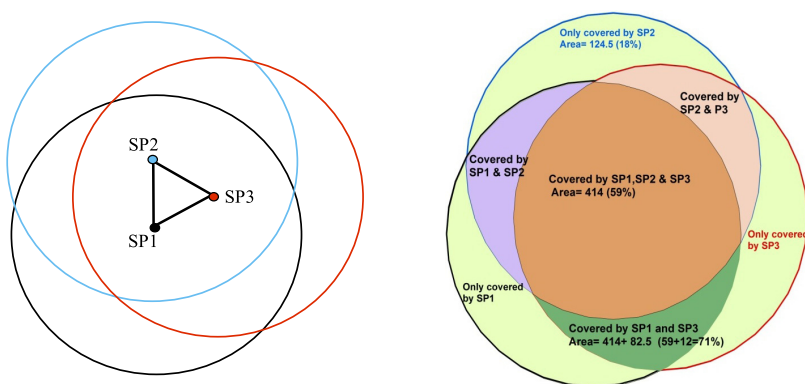 SP2
SP3
SP1
Only covered by SP2
Area= 124.5 (18%)
Covered by
SP2 & P3
Covered by
SP1 & SP2
Covered by SP1,SP2 & SP3
Area= 414 (59%)
Only covered
by SP3
Only covered
by SP1
Covered by SP1 and SP3
Area= 414+ 82.5  (59+12=71%)